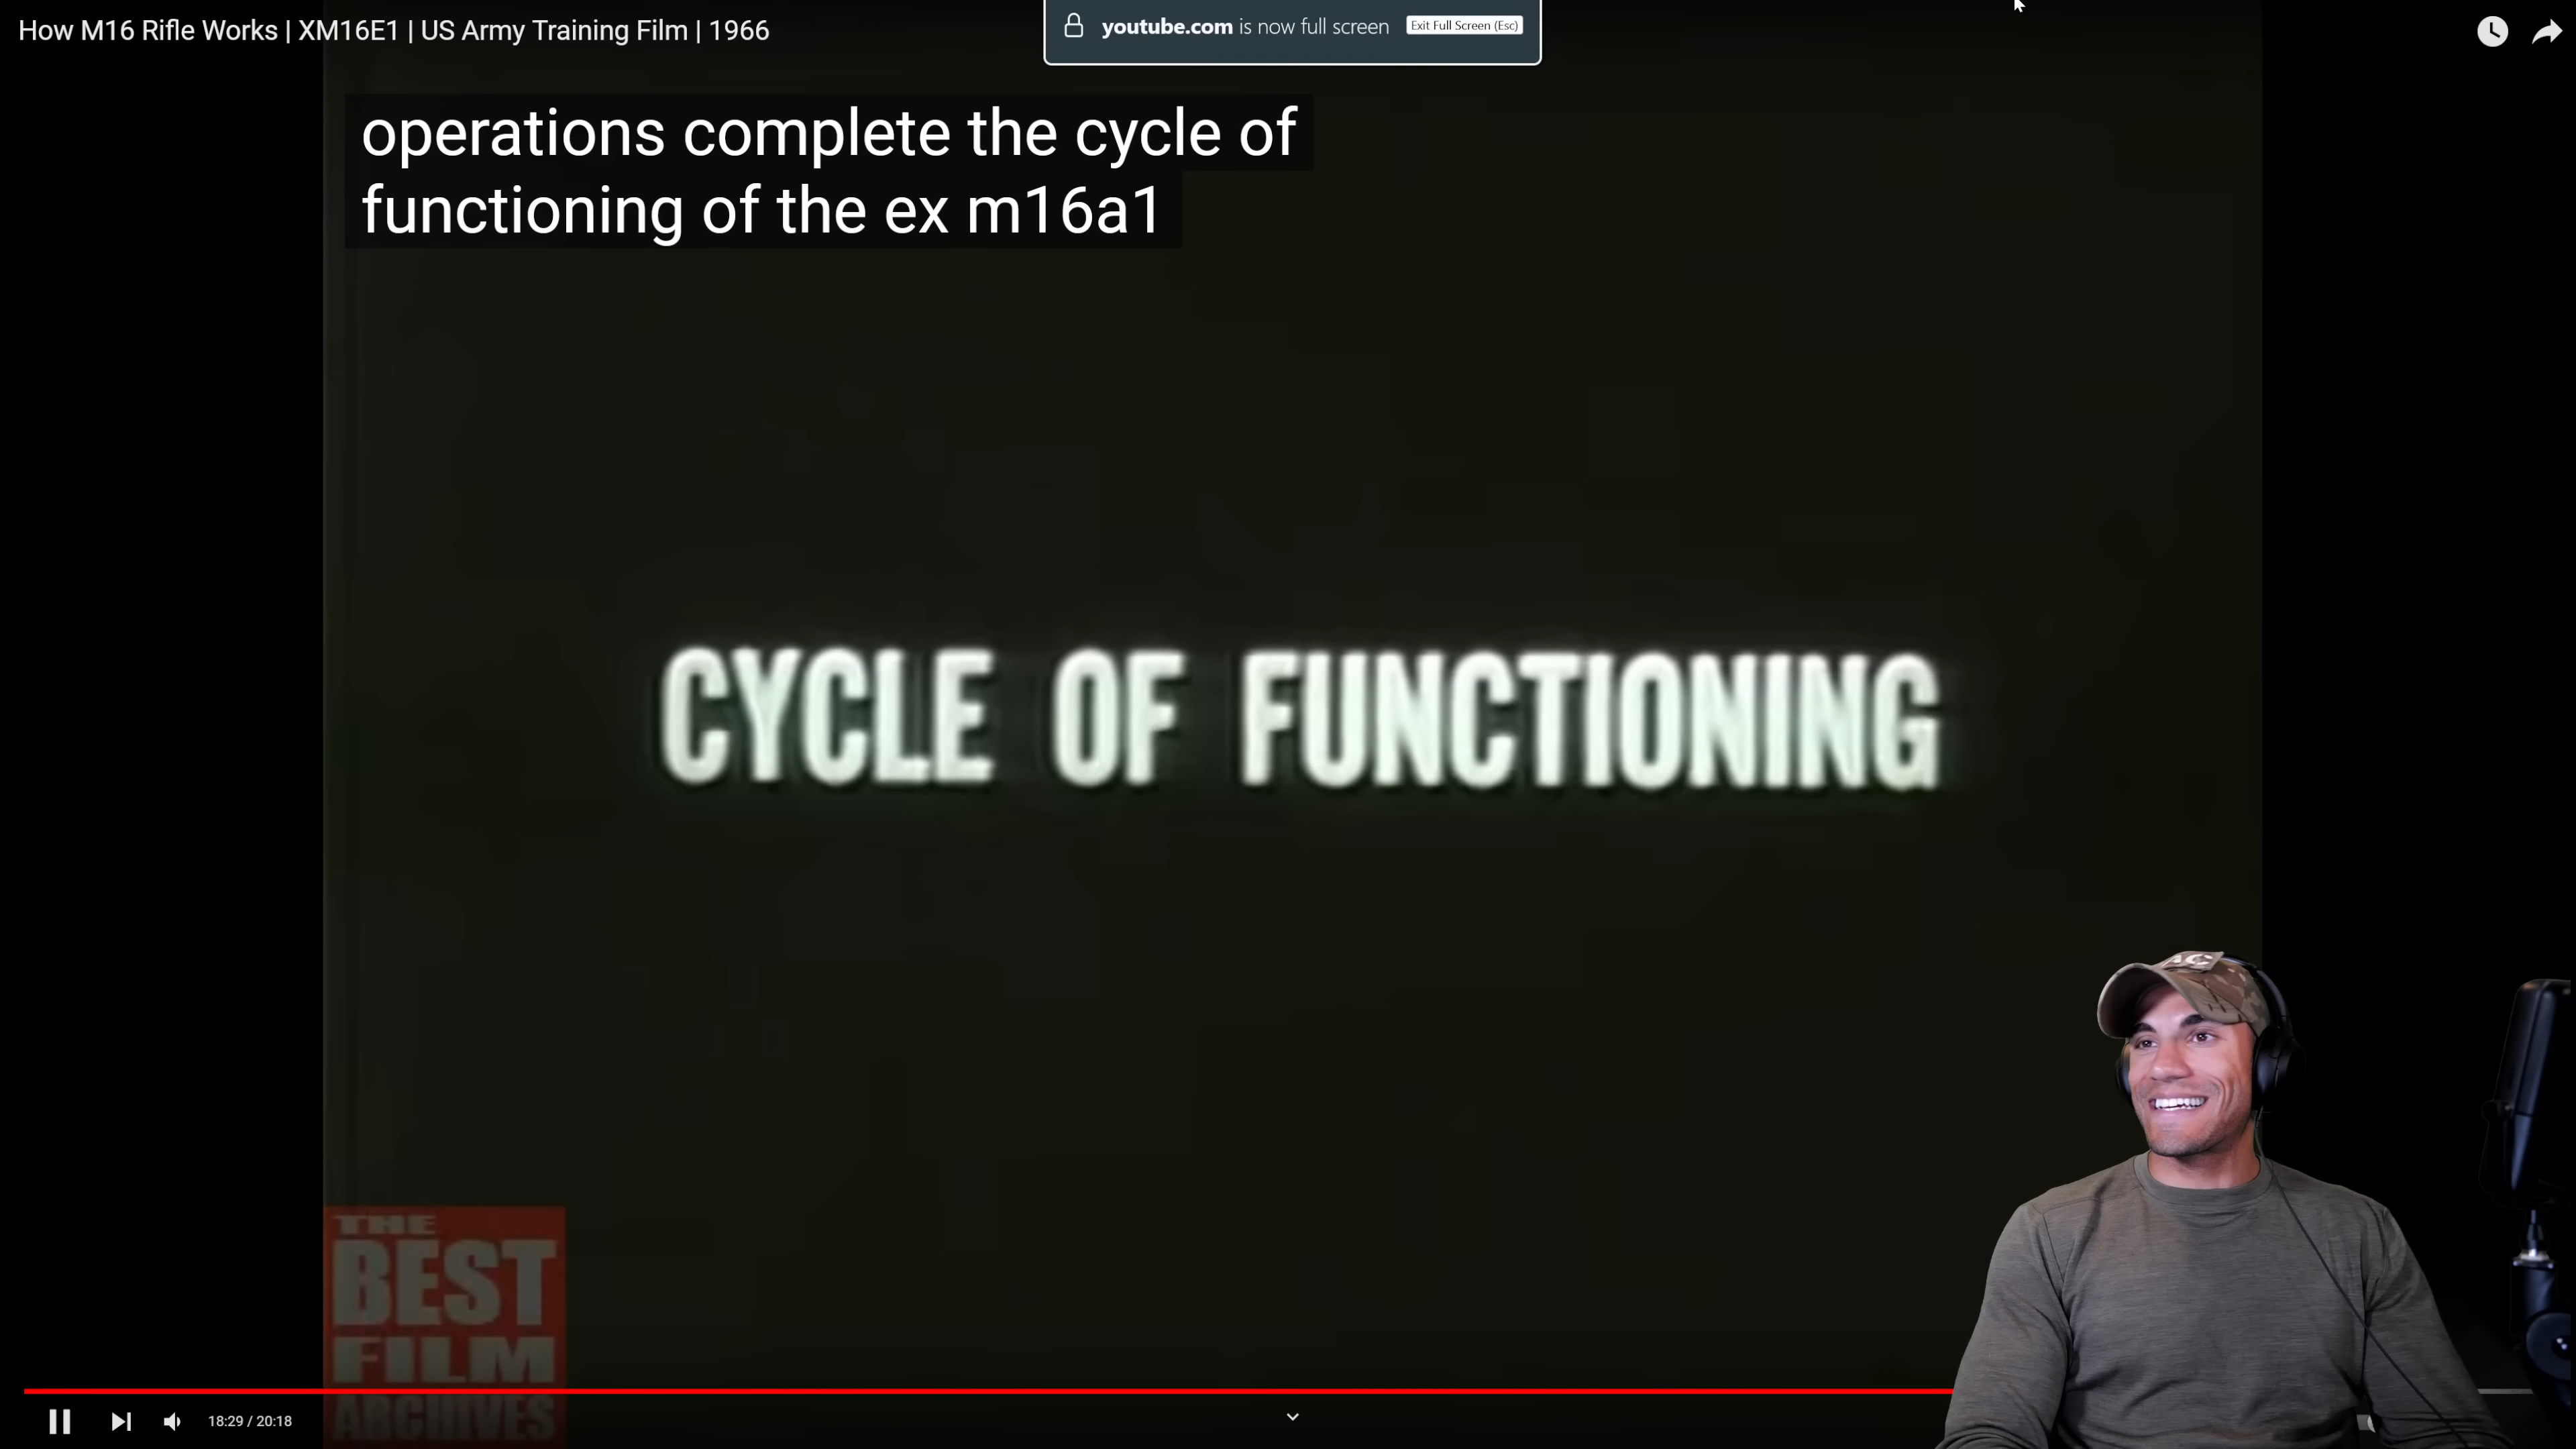 How M16 Rifle Works | XM16E1 | US Army Training Film | 1966
youtube.com is now full screen Exit Full Screen (Esc)
operations complete the cycle of
functioning of the ex m16a1
CYCLE OF FUNCTIONING
AC
THE
BEST
FILM
ARCHIVES
18:29 / 20:18